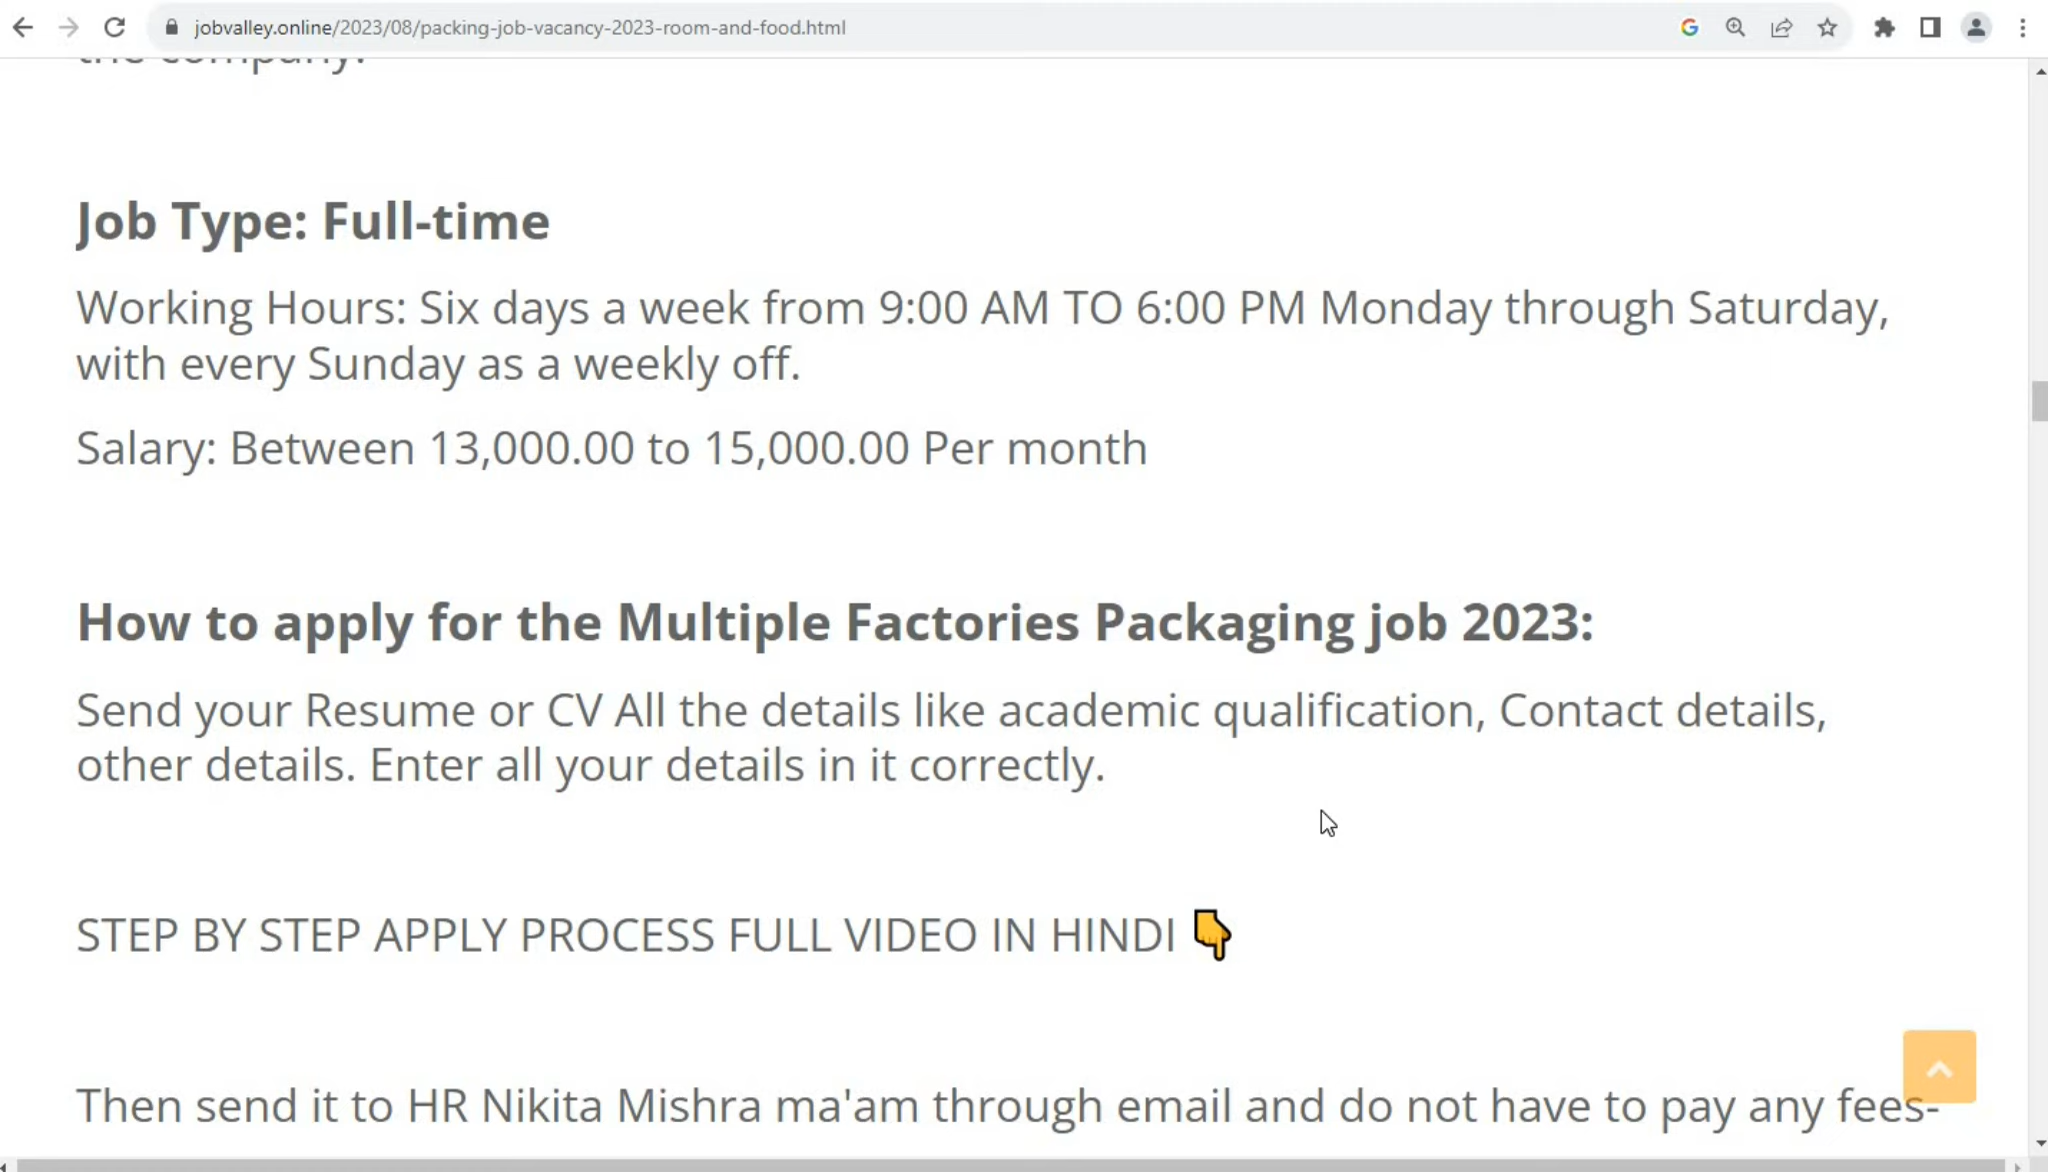 jobvalley.online/2023/08/packing-job-vacancy-2023-room-and-food.html
the company.
Job Type: Full-time
Working Hours: Six days a week from 9:00 AM TO 6:00 PM Monday through Saturday,
with every Sunday as a weekly off.
Salary: Between 13,000.00 to 15,000.00 Per month
How to apply for the Multiple Factories Packaging job 2023:
Send your Resume or CV All the details like academic qualification, Contact details,
other details. Enter all your details in it correctly.
STEP BY STEP APPLY PROCESS FULL VIDEO IN HINDI 👇
Then send it to HR Nikita Mishra ma'am through email and do not have to pay any fees-